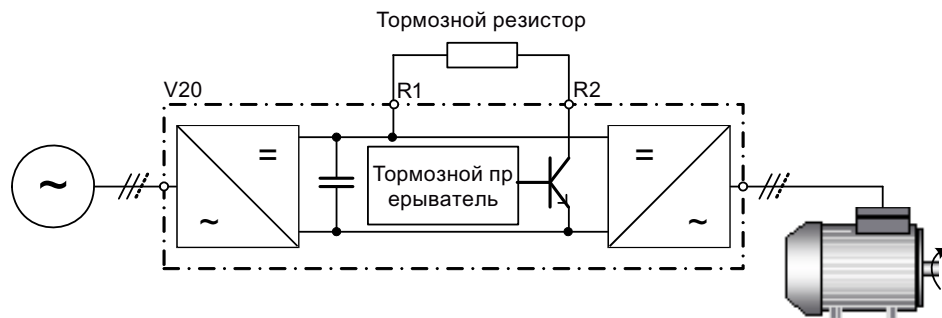 Тормозной резистор
V20
R1
R2
=
=
Тормозной пр
ерыватель
~
~
~